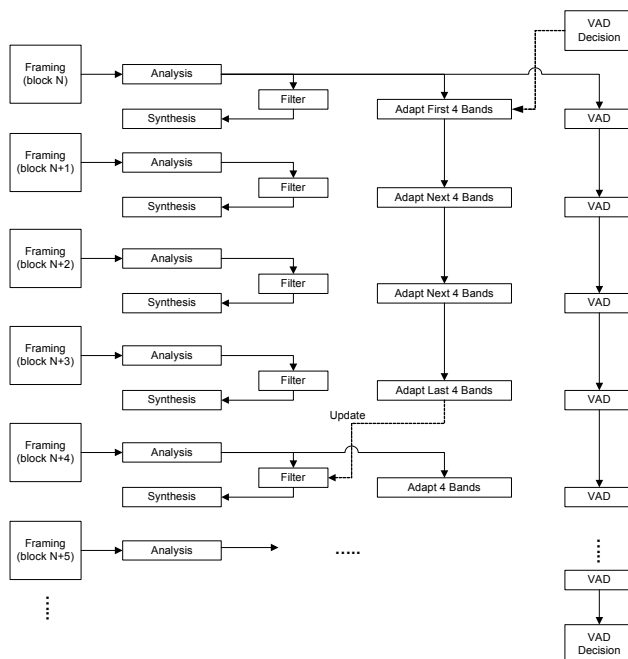 VAD
Decision
Framing
(block N)
Analysis
Filter
Synthesis
Adapt First 4 Bands
VAD
Framing
(block N+1)
Analysis
Filter
Synthesis
Adapt Next 4 Bands
VAD
Framing
(block N+2)
Analysis
Filter
Synthesis
Adapt Next 4 Bands
VAD
Framing
(block N+3)
Analysis
Filter
Synthesis
Adapt Last 4 Bands
VAD
Update
Framing
(block N+4)
Analysis
Filter
Synthesis
Adapt 4 Bands
VAD
Framing
(block N+5)
Analysis
.....
VAD
VAD
Decision